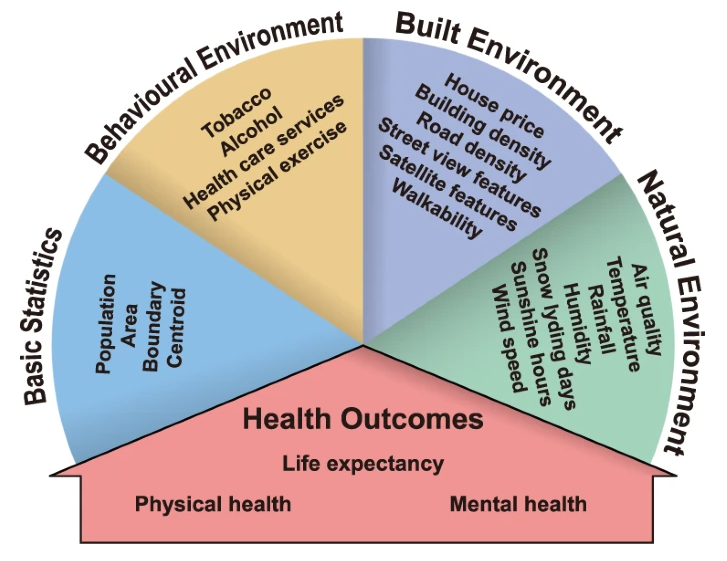 Basic Statistics
Population
Area
Boundary
Centroid
Behavioural Environment
Tobacco
Alcohol
Health care services
Physical exercise
Built Environment
House price
Building density
Road density
Street view features
Satellite features
Walkability
Natural Environment
Air quality
Temperature
Rainfall
Humidity
Snow lyding days
Sunshine hours
Wind speed
Health Outcomes
Life expectancy
Physical health
Mental health